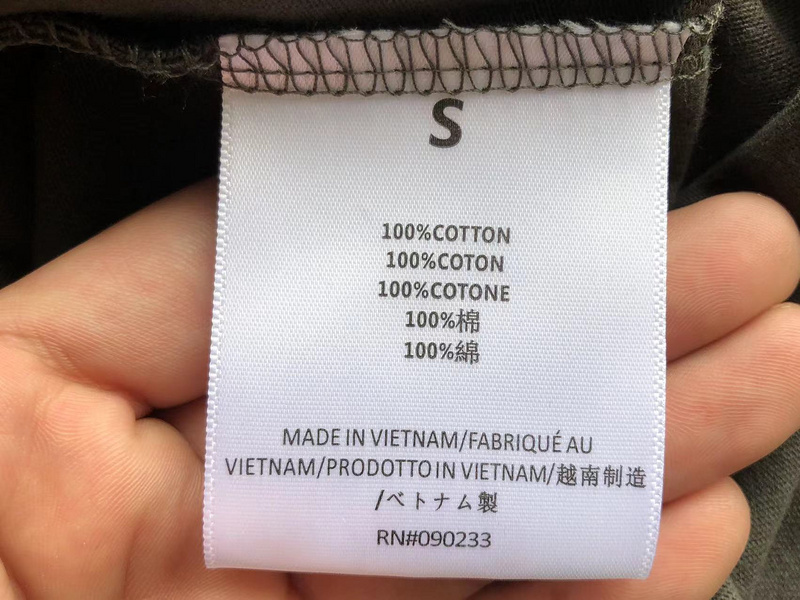 S
100%COTTON
100%COTON
100%COTONE
100%棉
100%綿
MADE IN VIETNAM/FABRIQUÉ AU
VIETNAM/PRODOTTO IN VIETNAM/越南制造
/ベトナム製
RN#090233